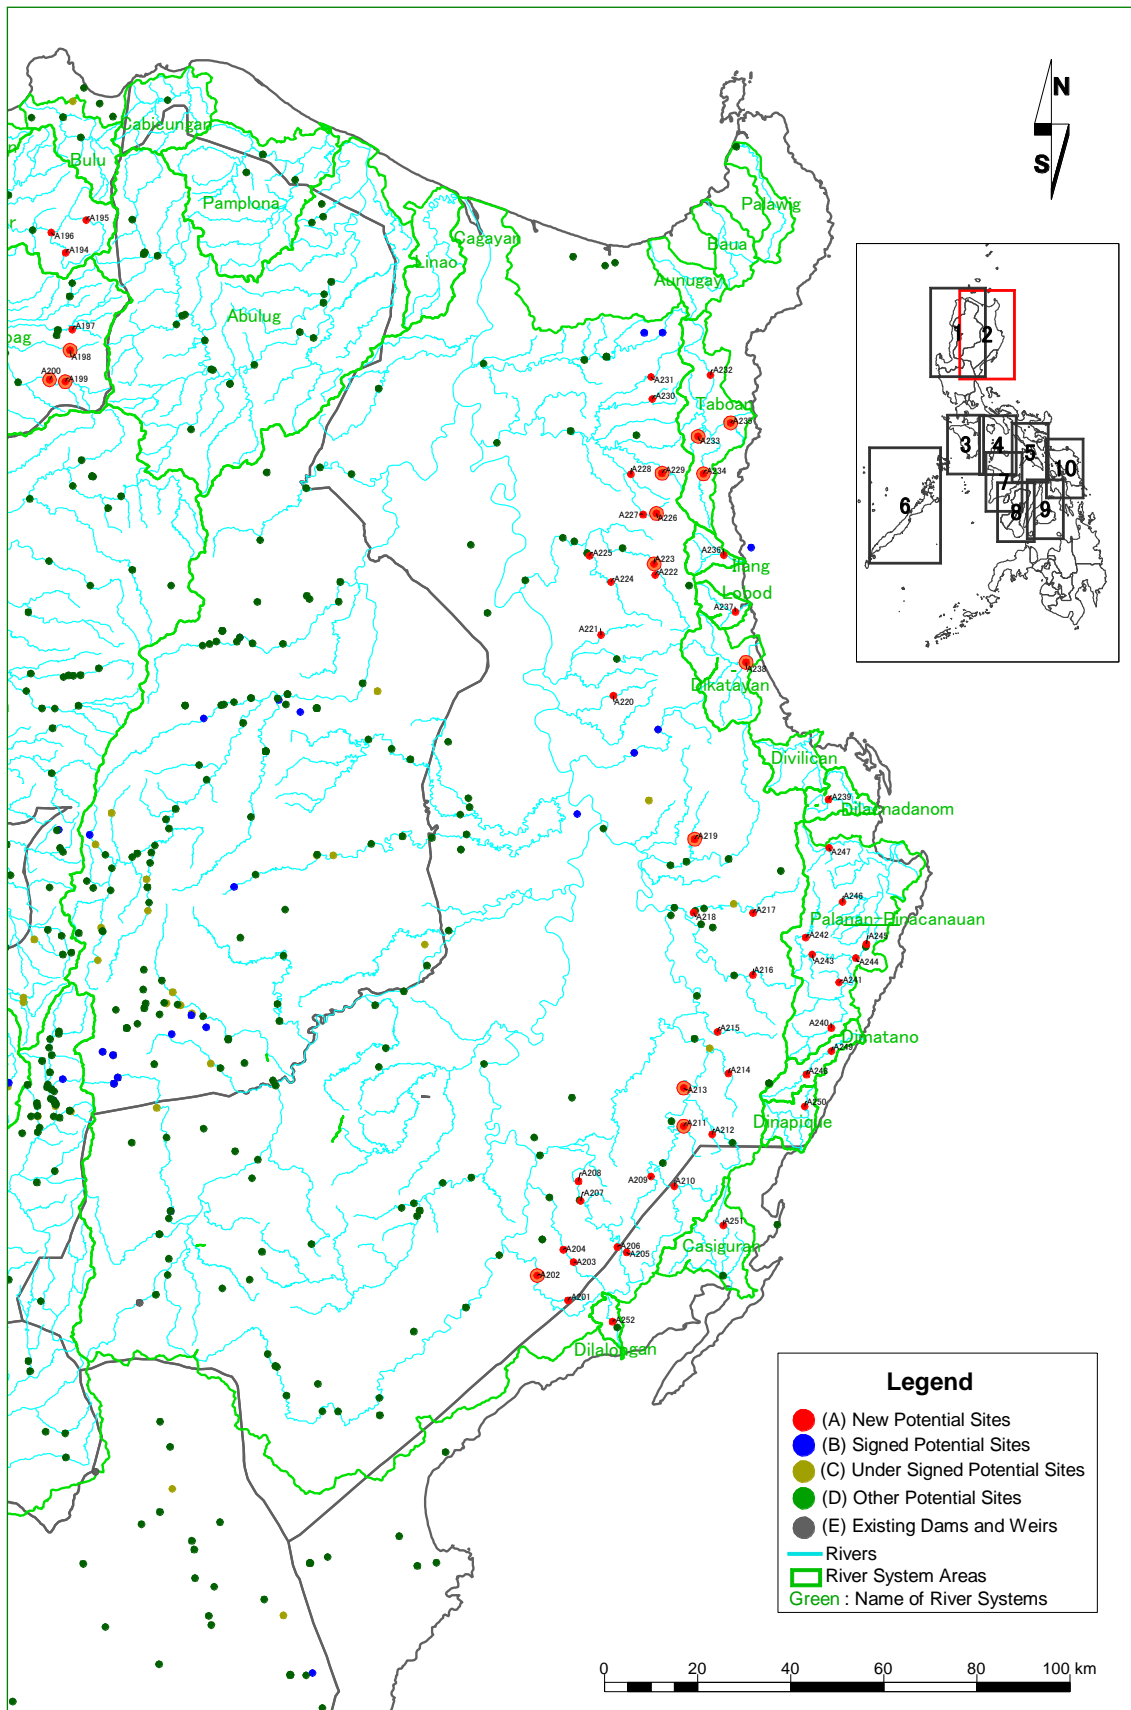 N
S
Cabicungan
n
Bulu
Pamplona
Palawig
r
A195
A196
A194
Cagayan
Baua
Linao
Aunugay
Abulug
A197
oag
A198
A200
A199
A232
A231
A230
Taboan
A235
A233
A228
A229
A234
A227
A226
A225
A236
Ilang
A223
A222
A224
Lobod
A237
A221
A238
Dikatayan
A220
Divilican
A239
Dilacnadanom
A219
A247
A246
A217
A218
Palanan-Pinacanauan
A242
A245
A243
A244
A216
A241
A240
A215
Dimatano
A249
A214
A248
A213
A250
A211
A212
Dinapique
A208
A209
A210
A207
A251
A206
A205
Casiguran
A204
A203
A202
A201
A252
Dilalongan
1
2
3
4
5
10
7
6
8
9
Legend
(A) New Potential Sites
(B) Signed Potential Sites
(C) Under Signed Potential Sites
(D) Other Potential Sites
(E) Existing Dams and Weirs
Rivers
River System Areas
Green : Name of River Systems
0 20 40 60 80 100 km